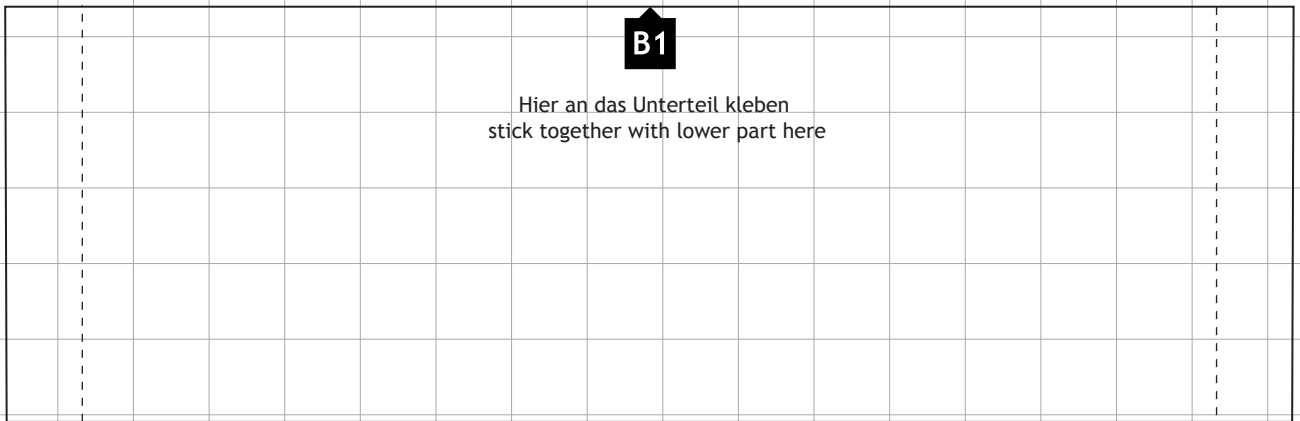 B1
Hier an das Unterteil kleben
stick together with lower part here